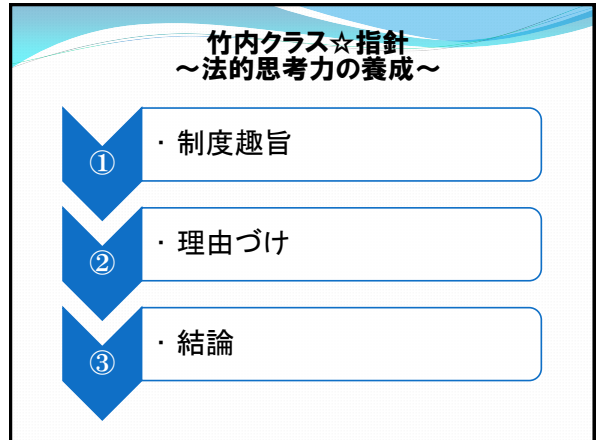 竹内クラス☆指針
～法的思考力の養成～
①
・制度趣旨
②
・理由づけ
③
・結論